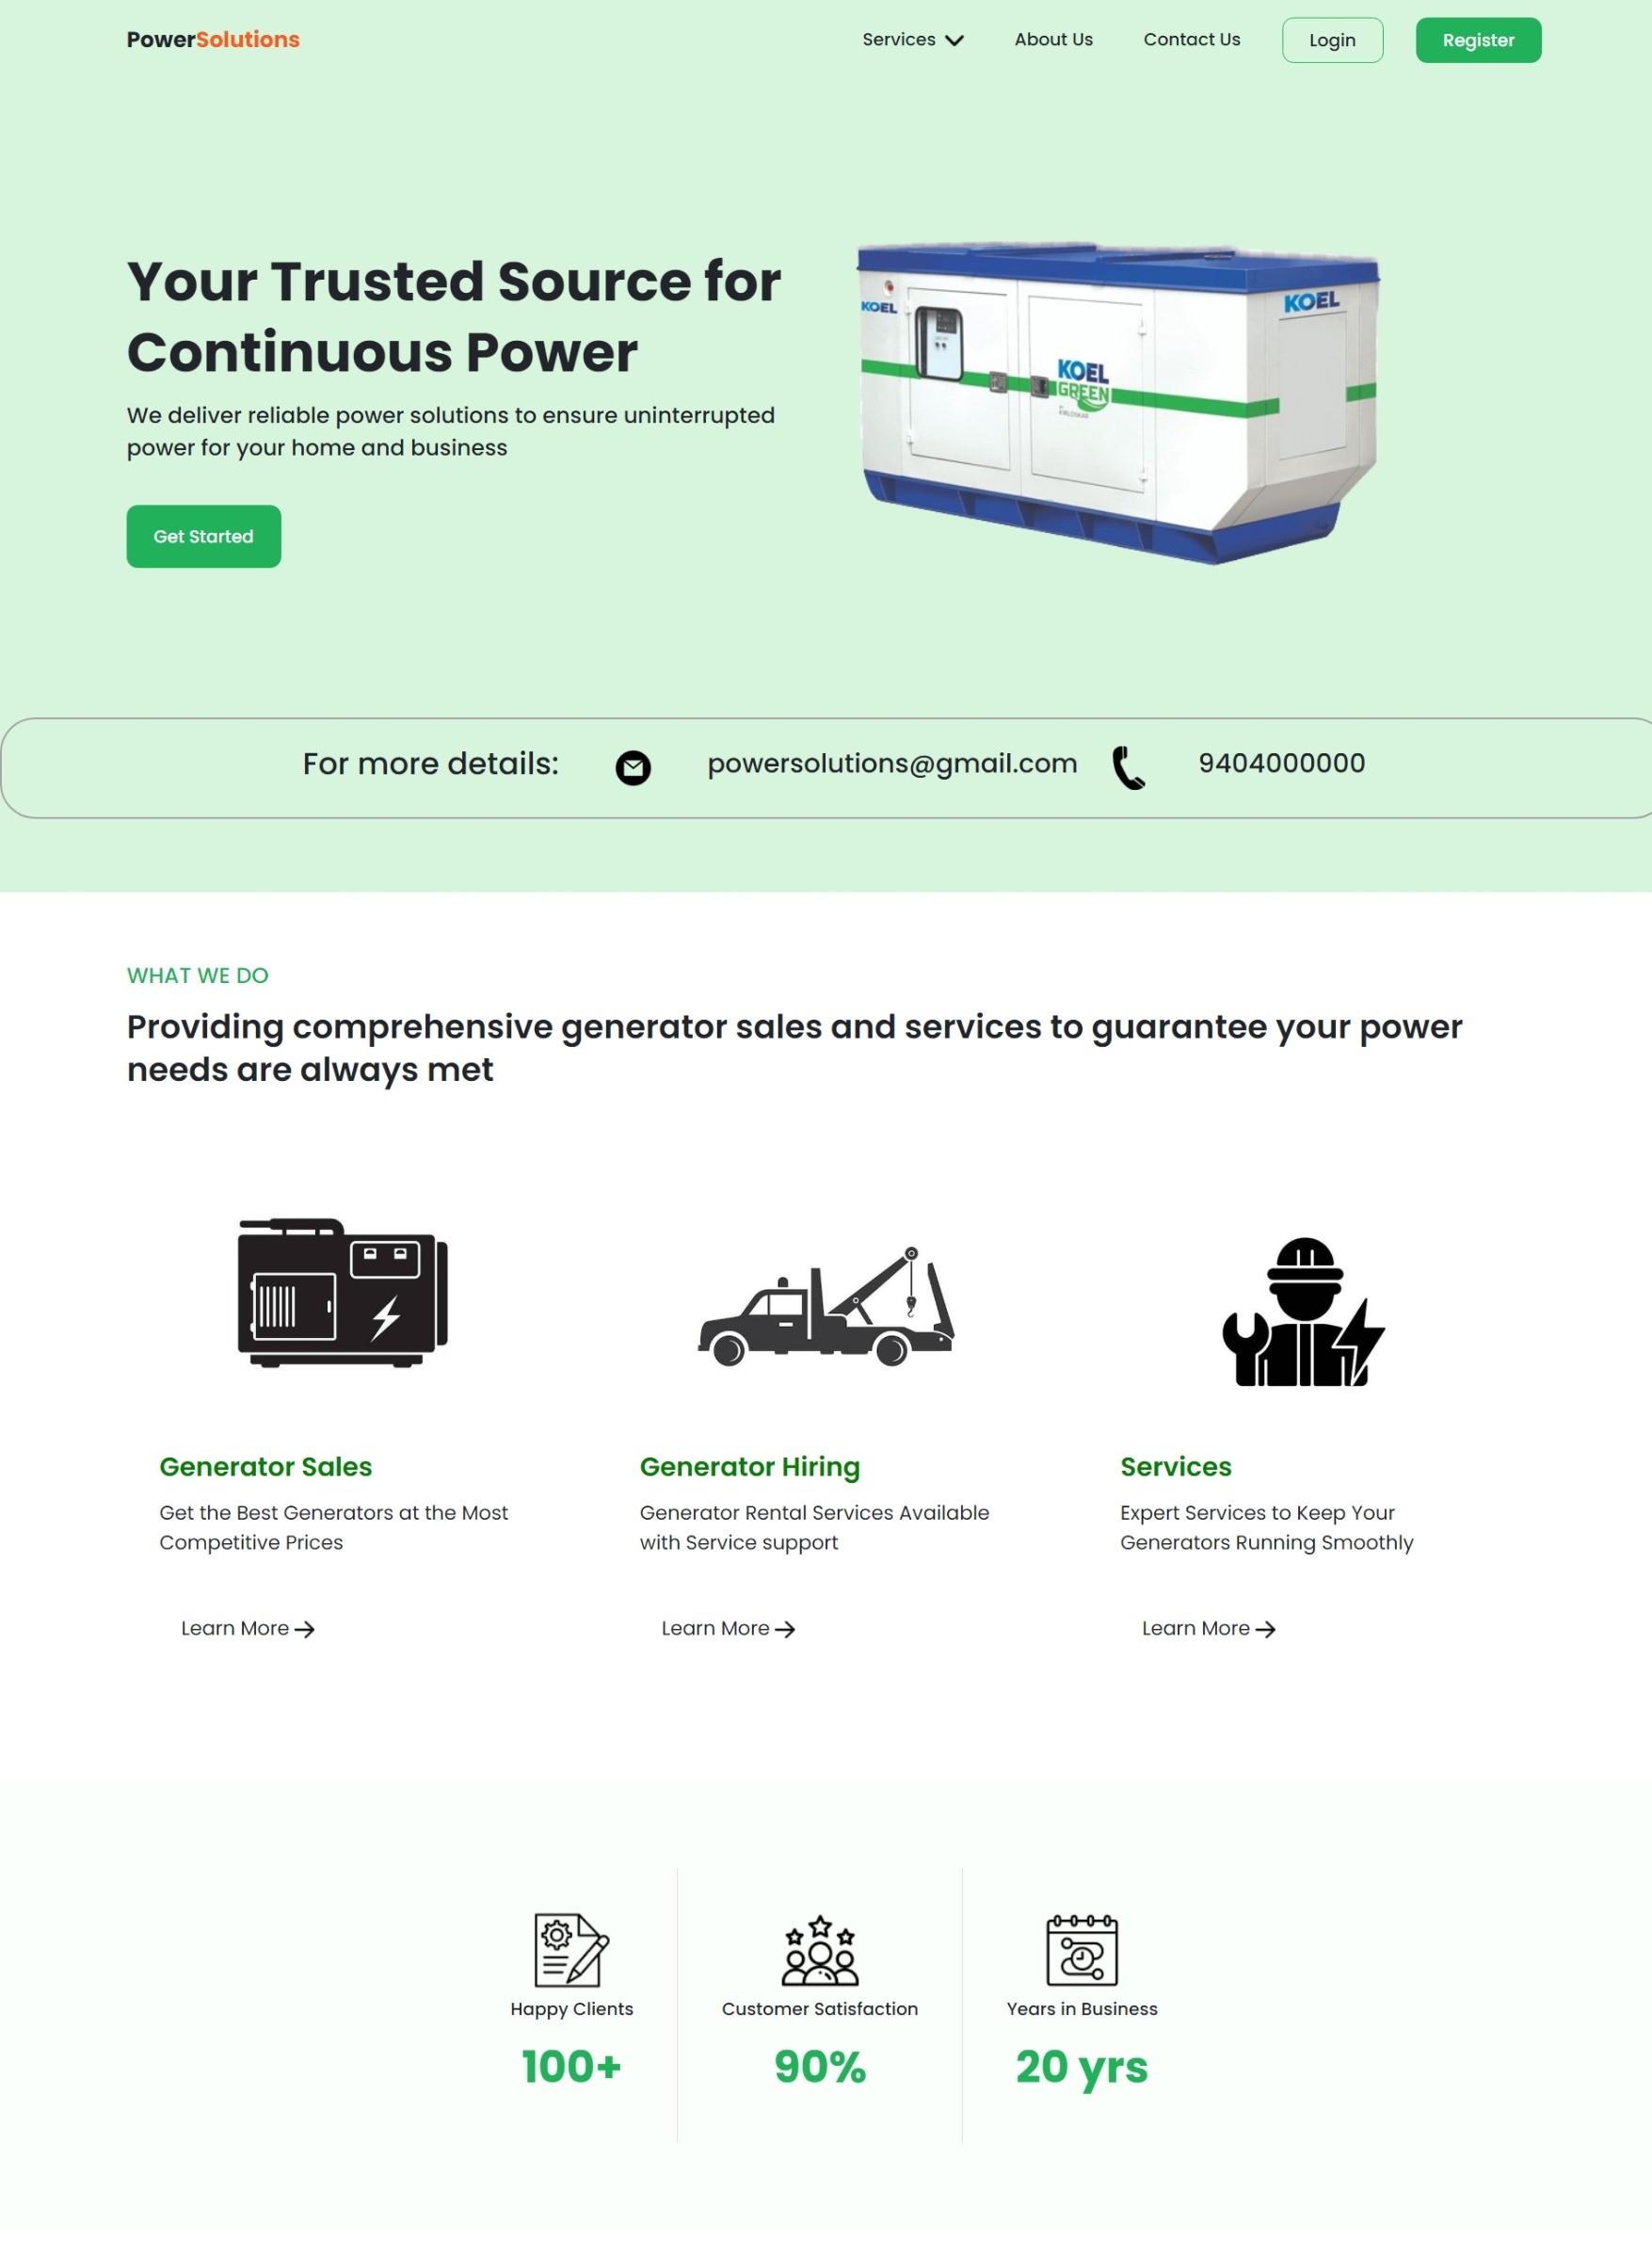 PowerSolutions
Services
About Us
Contact Us
Login
Register
Your Trusted Source for
Continuous Power
We deliver reliable power solutions to ensure uninterrupted
power for your home and business
Get Started
KOEL
KOEL
KOEL
GREEN
For more details:
powersolutions@gmail.com
9404000000
WHAT WE DO
Providing comprehensive generator sales and services to guarantee your power
needs are always met
Generator Sales
Get the Best Generators at the Most
Competitive Prices
Learn More
Generator Hiring
Generator Rental Services Available
with Service support
Learn More
Services
Expert Services to Keep Your
Generators Running Smoothly
Learn More
Happy Clients
100+
Customer Satisfaction
90%
Years in Business
20 yrs